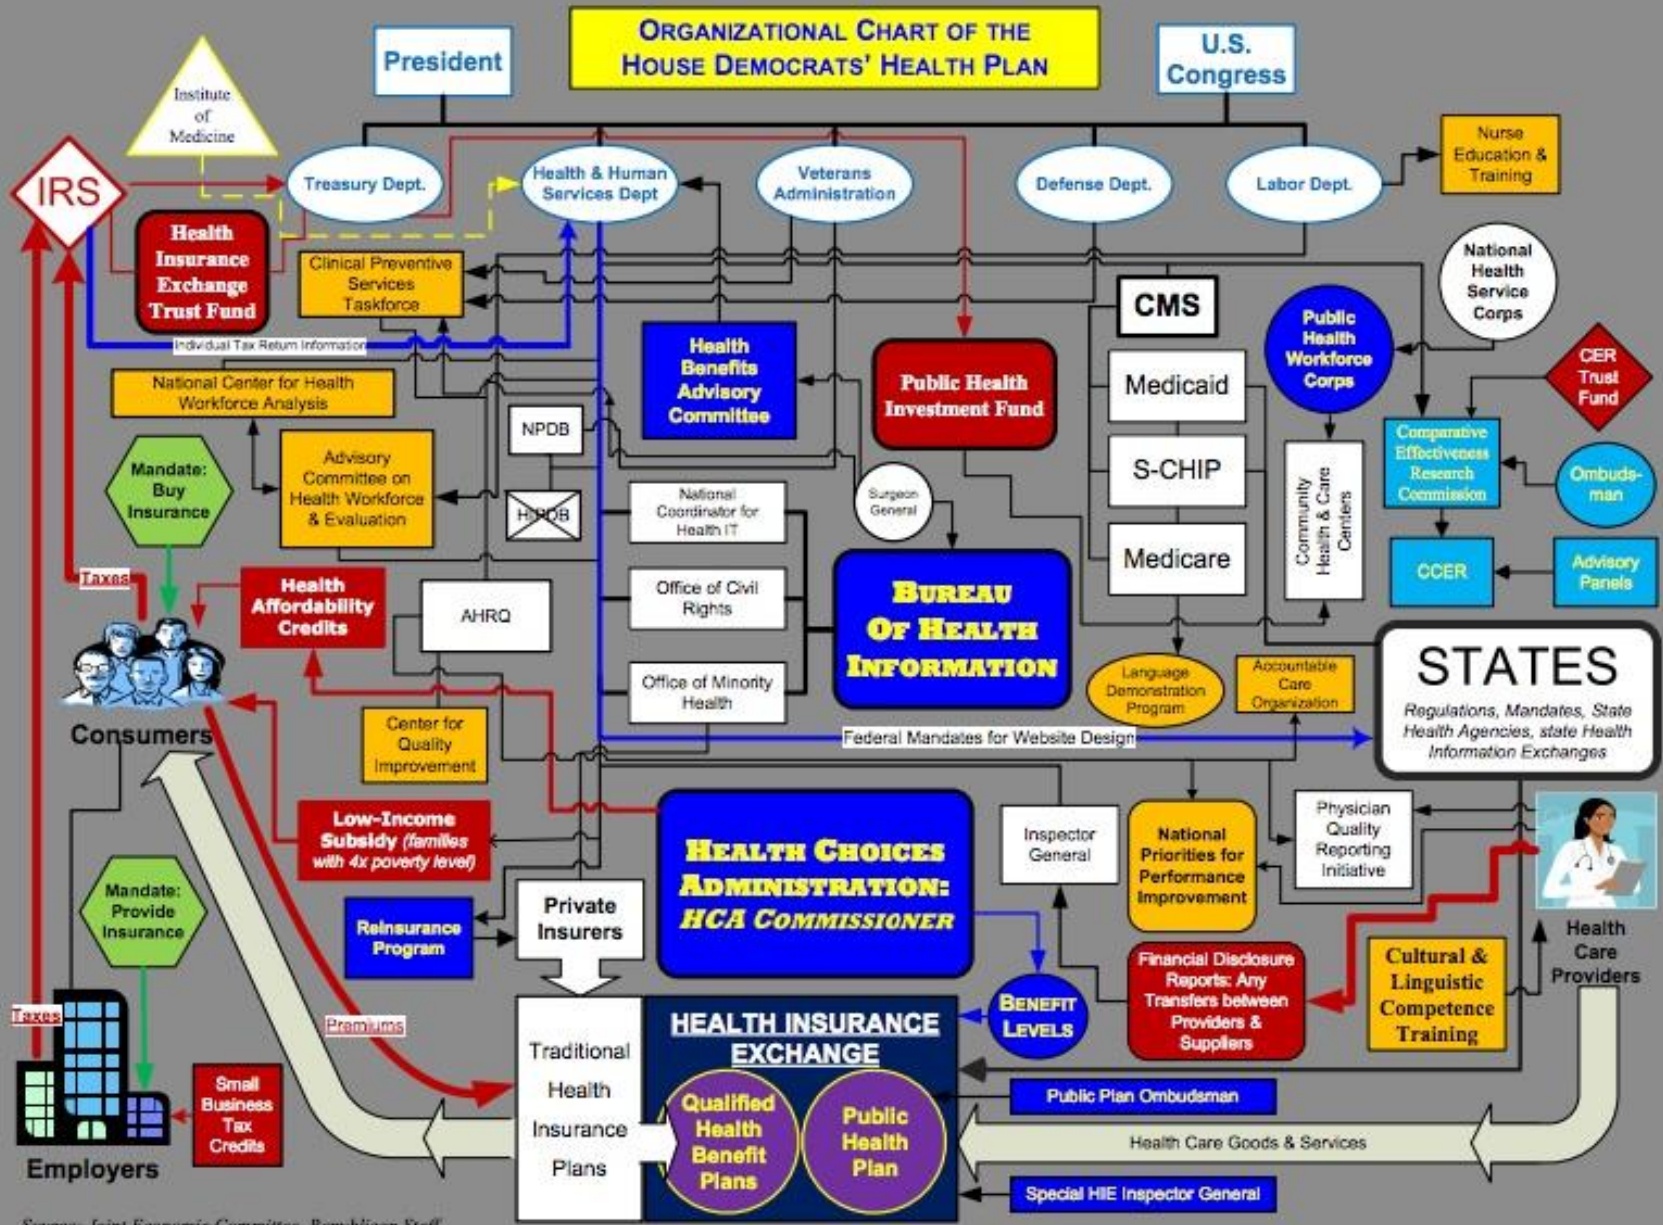 ORGANIZATIONAL CHART OF THE
HOUSE DEMOCRATS' HEALTH PLAN
President
U.S.
Congress
Institute
of
Medicine
IRS
Treasury Dept.
Health & Human
Services Dept
Veterans
Administration
Defense Dept.
Labor Dept.
Nurse
Education &
Training
Health
Insurance
Exchange
Trust Fund
Clinical Preventive
Services
Taskforce
CMS
National
Health
Service
Corps
Public
Health
Workforce
Corps
Individual Tax Return Information
Health
Benefits
Advisory
Committee
Public Health
Investment Fund
Medicaid
CER
Trust
Fund
National Center for Health
Workforce Analysis
NPDB
Mandate:
Buy
Insurance
Advisory
Committee on
Health Workforce
& Evaluation
HIPDB
National
Coordinator for
Health IT
Surgeon
General
S-CHIP
Community
Health & Care
Centers
Comparative
Effectiveness
Research
Commission
Ombuds-
man
Medicare
CCER
Advisory
Panels
Taxes
Health
Affordability
Credits
AHRQ
Office of Civil
Rights
BUREAU
OF HEALTH
INFORMATION
Office of Minority
Health
Language
Demonstration
Program
Accountable
Care
Organization
STATES
Regulations, Mandates, State
Health Agencies, state Health
Information Exchanges
Consumers
Center for
Quality
Improvement
Federal Mandates for Website Design
Low-Income
Subsidy (families
with 4x poverty level)
HEALTH CHOICES
ADMINISTRATION:
HCA COMMISSIONER
Inspector
General
National
Priorities for
Performance
Improvement
Physician
Quality
Reporting
Initiative
Mandate:
Provide
Insurance
Reinsurance
Program
Private
Insurers
Health
Care
Providers
Financial Disclosure
Reports: Any
Transfers between
Providers &
Suppliers
Cultural &
Linguistic
Competence
Training
BENEFIT
LEVELS
Taxes
Premiums
Traditional
Health
Insurance
Plans
HEALTH INSURANCE
EXCHANGE
Qualified
Health
Benefit
Plans
Public
Health
Plan
Public Plan Ombudsman
Small
Business
Tax
Credits
Health Care Goods & Services
Employers
Special HIE Inspector General
Source: Joint Economic Committee, Republican Staff